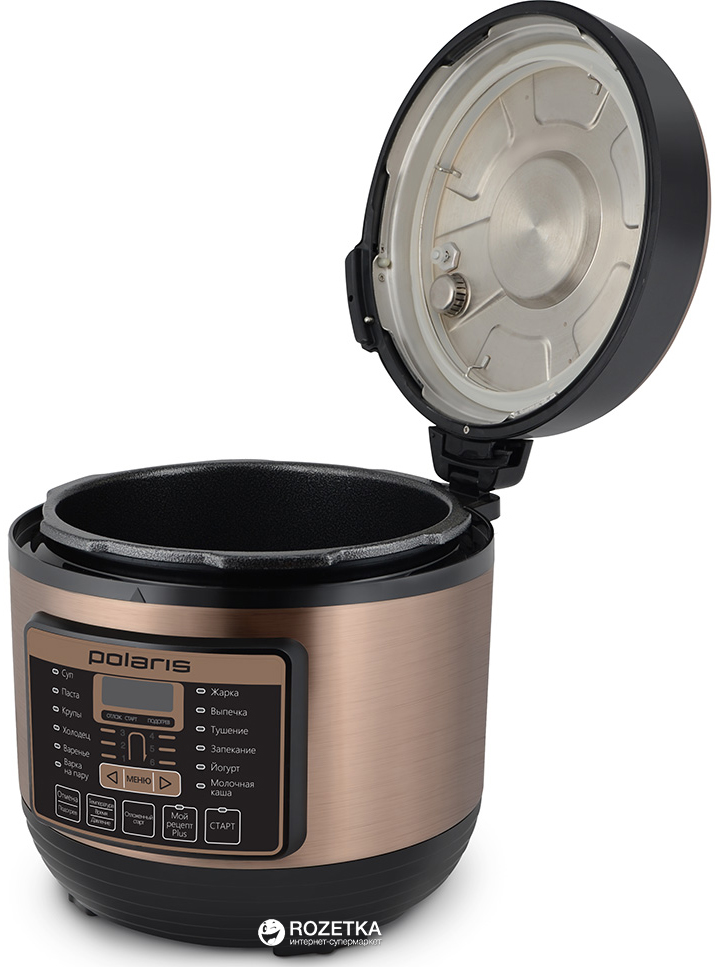 polaris
Суп
Паста
Крупы
Холодец
Варенье
Варка
на пару
ОТЛОЖ. СТАРТ ПОДОГРЕВ
3 4
2 5
1 6
МЕНЮ
Жарка
Выпечка
Тушение
Запекание
Йогурт
Молочная
каша
Отмена
Подогрев
Температура
Время
Давление
Отложенный
старт
Мой
рецепт
Plus
СТАРТ
ROZETKA
интернет-супермаркет